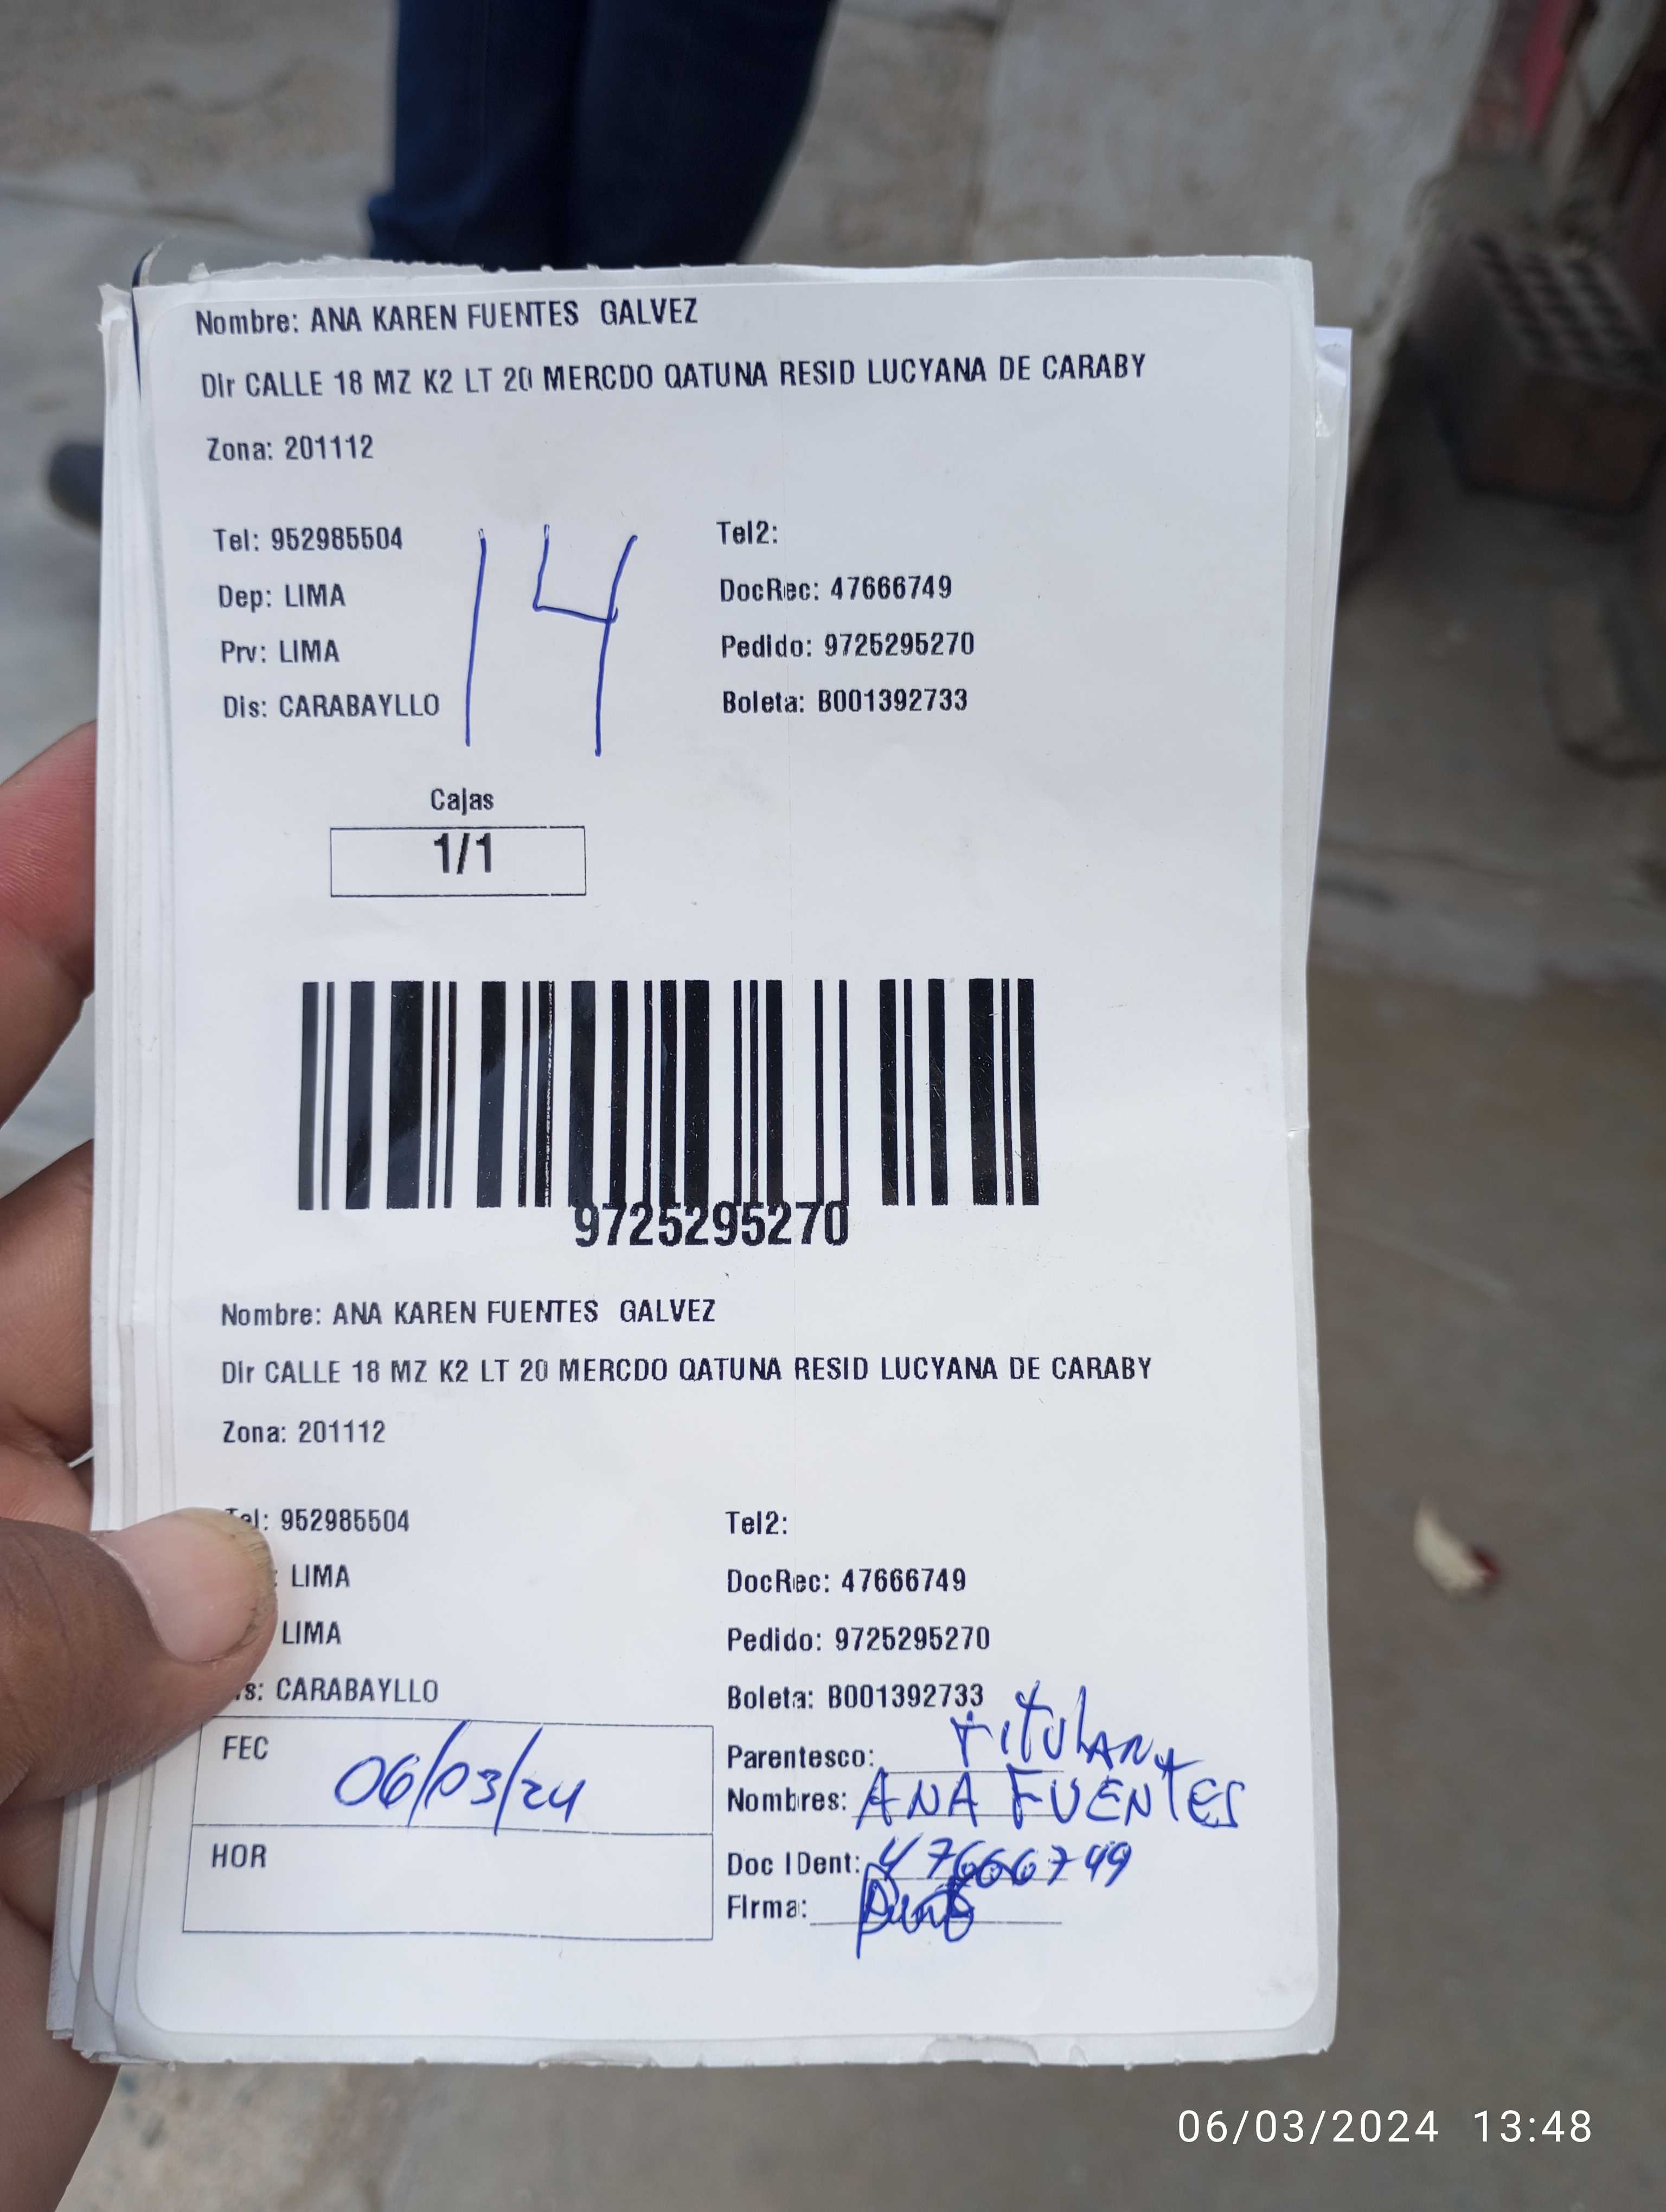 Nombre: ANA KAREN FUENTES GALVEZ
Dir CALLE 18 MZ K2 LT 20 MERCDO QATUNA RESID LUCYANA DE CARABY
Zona: 201112
Tel: 952985504 14 Tel2:
Dep: LIMA DocRec: 47666749
Prv: LIMA Pedido: 9725295270
Dis: CARABAYLLO Boleta: B001392733
Cajas
1/1
9725295270
Nombre: ANA KAREN FUENTES GALVEZ
Dir CALLE 18 MZ K2 LT 20 MERCDO QATUNA RESID LUCYANA DE CARABY
Zona: 201112
Tel: 952985504 Tel2:
: LIMA DocRec: 47666749
LIMA Pedido: 9725295270
s: CARABAYLLO Boleta: B001392733
FEC 06/03/24 Parentesco: titular
Nombres: ANA FUENTES
HOR Doc IDent: 47666749
Firma:
06/03/2024 13:48